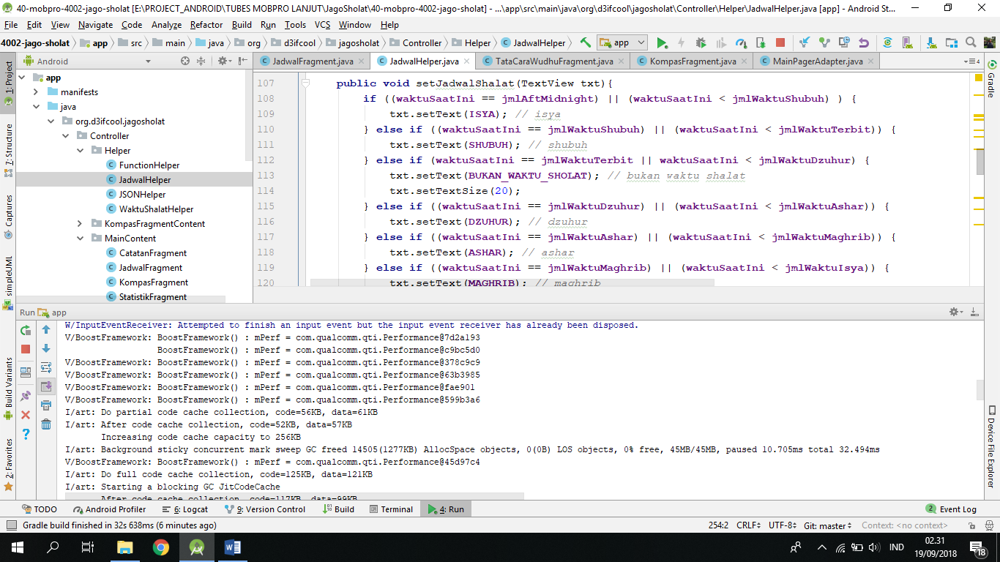 40-mobpro-4002-jago-sholat [E:\PROJECT_ANDROID\TUBES MOBPRO LANJUT\JagoSholat\40-mobpro-4002-jago-sholat] - ...\app\src\main\java\org\d3ifcool\jagosholat\Controller\Helper\JadwalHelper.java [app] - Android St...
File Edit View Navigate Code Analyze Refactor Build Run Tools VCS Window Help
4002-jago-sholat app src main java org d3ifcool jagosholat Controller Helper JadwalHelper app
Android
JadwalFragment.java JadwalHelper.java TataCaraWudhuFragment.java KompasFragment.java MainPagerAdapter.java
4
1: Project
7: Structure
Captures
simpleUML
Build Variants
2: Favorites
app
manifests
java
org.d3ifcool.jagosholat
Controller
Helper
FunctionHelper
JadwalHelper
JSONHelper
WaktuShalatHelper
KompasFragmentContent
MainContent
CatatanFragment
JadwalFragment
KompasFragment
StatistikFragment
107 public void setJadwalShalat(TextView txt){
108 if ((waktuSaatIni == jmlAftMidnight) || (waktuSaatIni < jmlWaktuShubuh) ) {
109 txt.setText(ISYA); // isya
110 } else if ((waktuSaatIni == jmlWaktuShubuh) || (waktuSaatIni < jmlWaktuTerbit)) {
111 txt.setText(SHUBUH); // shubuh
112 } else if (waktuSaatIni == jmlWaktuTerbit || waktuSaatIni < jmlWaktuDzuhur) {
113 txt.setText(BUKAN_WAKTU_SHOLAT); // bukan waktu shalat
114 txt.setTextSize(20);
115 } else if ((waktuSaatIni == jmlWaktuDzuhur) || (waktuSaatIni < jmlWaktuAshar)) {
116 txt.setText(DZUHUR); // dzuhur
117 } else if ((waktuSaatIni == jmlWaktuAshar) || (waktuSaatIni < jmlWaktuMaghrib)) {
118 txt.setText(ASHAR); // ashar
119 } else if ((waktuSaatIni == jmlWaktuMaghrib) || (waktuSaatIni < jmlWaktuIsya)) {
120 txt.setText(MAGHRIB); // maghrib
Gradle
Device File Explorer
Run app
W/InputEventReceiver: Attempted to finish an input event but the input event receiver has already been disposed.
V/BoostFramework: BoostFramework() : mPerf = com.qualcomm.qti.Performance@7d2a193
BoostFramework() : mPerf = com.qualcomm.qti.Performance@c9bc5d0
V/BoostFramework: BoostFramework() : mPerf = com.qualcomm.qti.Performance@378c9c9
V/BoostFramework: BoostFramework() : mPerf = com.qualcomm.qti.Performance@63b3985
V/BoostFramework: BoostFramework() : mPerf = com.qualcomm.qti.Performance@fae901
V/BoostFramework: BoostFramework() : mPerf = com.qualcomm.qti.Performance@599b3a6
I/art: Do partial code cache collection, code=56KB, data=61KB
I/art: After code cache collection, code=52KB, data=57KB
Increasing code cache capacity to 256KB
I/art: Background sticky concurrent mark sweep GC freed 14505(1277KB) AllocSpace objects, 0(0B) LOS objects, 0% free, 45MB/45MB, paused 10.705ms total 32.494ms
V/BoostFramework: BoostFramework() : mPerf = com.qualcomm.qti.Performance@45d97c4
I/art: Do full code cache collection, code=125KB, data=121KB
I/art: Starting a blocking GC JitCodeCache
After code cache collection, code=117KB, data=99KB
TODO Android Profiler 6: Logcat 9: Version Control Build Terminal 4: Run 2 Event Log
Gradle build finished in 32s 638ms (6 minutes ago) 254:2 CRLF UTF-8 Git: master Context: <no context>
IND 02.31 18
19/09/2018